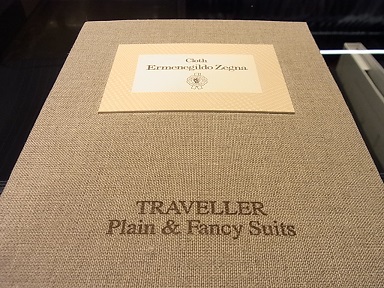 Cloth
Ermenegildo Zegna
TRAVELLER
Plain & Fancy Suits